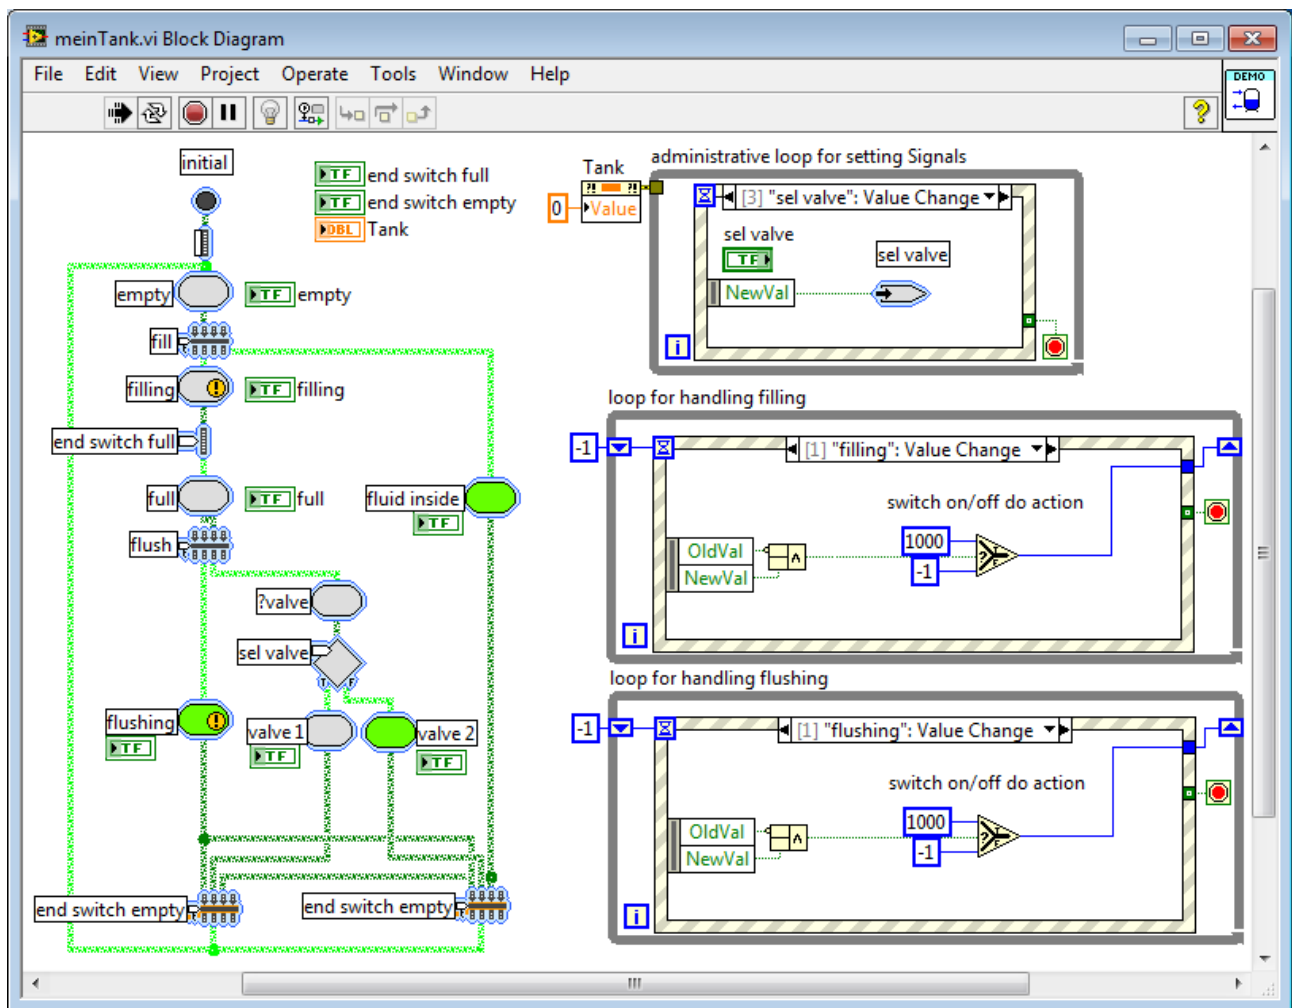 meinTank.vi Block Diagram
File Edit View Project Operate Tools Window Help
DEMO
initial
end switch full
end switch empty
Tank
TF
TF
DBL
Tank
0
Value
administrative loop for setting Signals
[3] "sel valve": Value Change
sel valve
TF
sel valve
NewVal
i
empty
TF
empty
fill
filling
TF
filling
end switch full
full
TF
full
fluid inside
TF
flush
?valve
sel valve
T F
flushing
TF
valve 1
TF
valve 2
TF
end switch empty
end switch empty
loop for handling filling
-1
[1] "filling": Value Change
switch on/off do action
OldVal
NewVal
1000
-1
?
i
loop for handling flushing
-1
[1] "flushing": Value Change
switch on/off do action
OldVal
NewVal
1000
-1
?
i